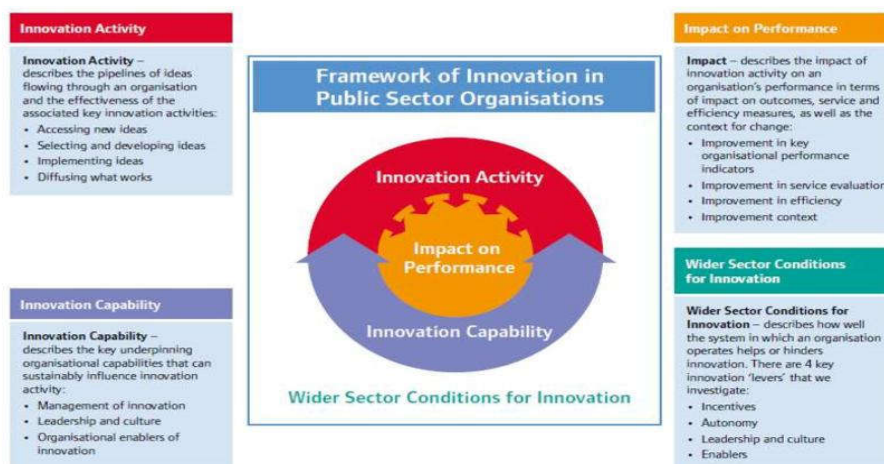 Innovation Activity
Innovation Activity –
describes the pipelines of ideas
flowing through an organisation
and the effectiveness of the
associated key innovation activities:
• Accessing new ideas
• Selecting and developing ideas
• Implementing ideas
• Diffusing what works
Innovation Capability
Innovation Capability –
describes the key underpinning
organisational capabilities that can
sustainably influence innovation
activity:
• Management of innovation
• Leadership and culture
• Organisational enablers of
innovation
Framework of Innovation in
Public Sector Organisations
Innovation Activity
Impact on
Performance
Innovation Capability
Wider Sector Conditions for Innovation
Impact on Performance
Impact – describes the impact of
innovation activity on an
organisation's performance in terms
of impact on outcomes, service and
efficiency measures, as well as the
context for change:
• Improvement in key
organisational performance
indicators
• Improvement in service evaluation
• Improvement in efficiency
• Improvement context
Wider Sector Conditions
for Innovation
Wider Sector Conditions for
Innovation – describes how well
the system in which an organisation
operates helps or hinders
innovation. There are 4 key
innovation 'levers' that we
investigate:
• Incentives
• Autonomy
• Leadership and culture
• Enablers